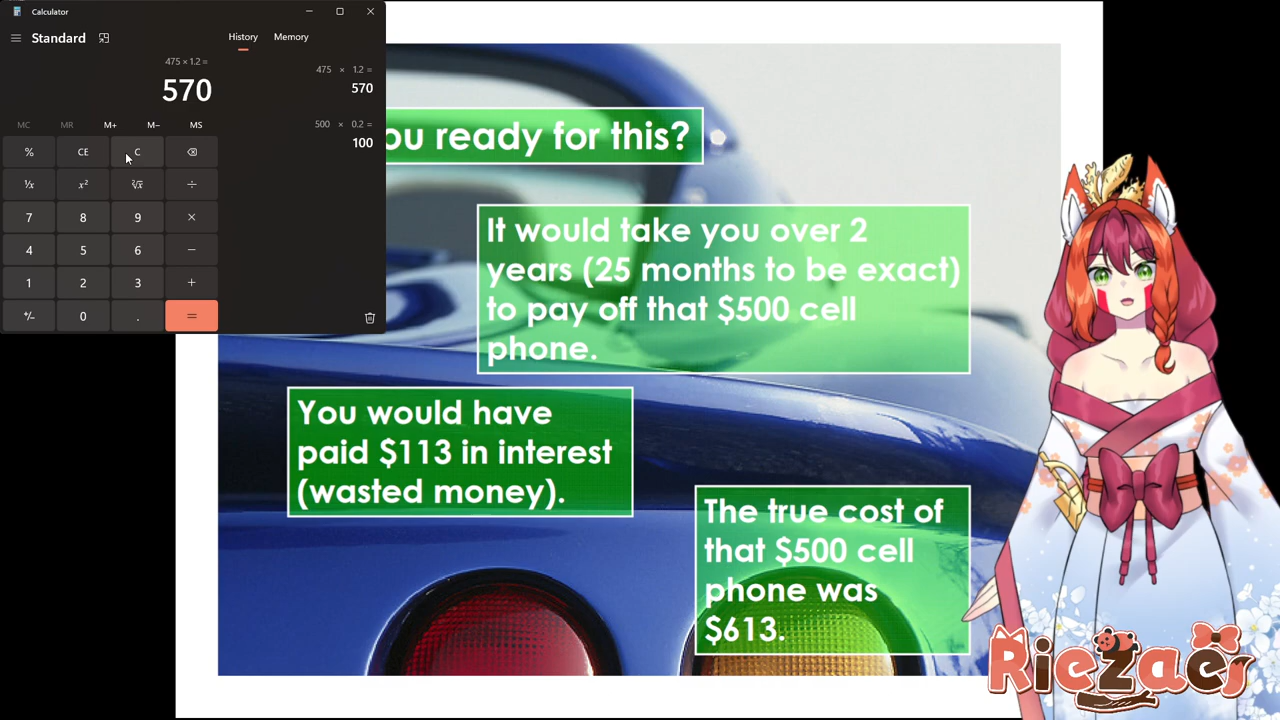 Calculator
Standard
History
Memory
475 × 1.2 =
570
475 × 1.2 =
570
500 × 0.2 =
100
MC MR M+ M− MS
% CE C
¹/x x² ²√x ÷
7 8 9 ×
4 5 6 −
1 2 3 +
+/− 0 . =
ou ready for this?
It would take you over 2
years (25 months to be exact)
to pay off that $500 cell
phone.
You would have
paid $113 in interest
(wasted money).
The true cost of
that $500 cell
phone was
$613.
Riezae